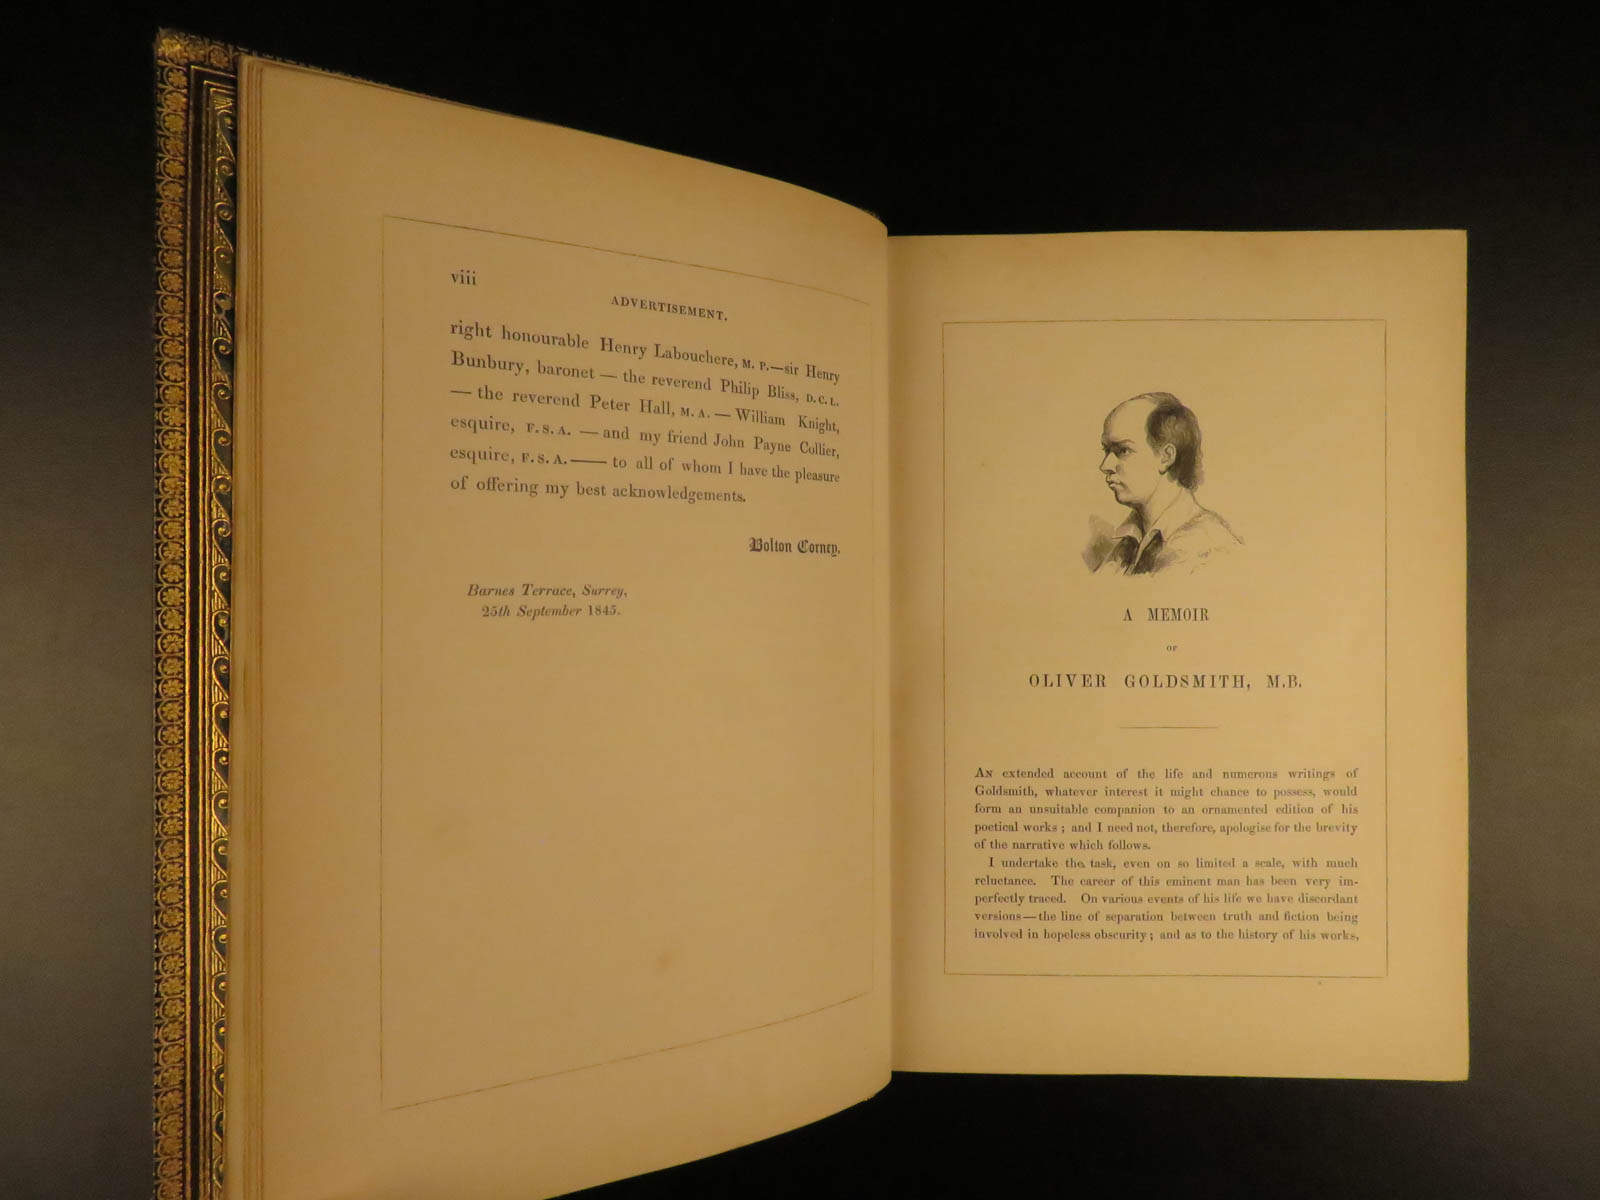 viii
ADVERTISEMENT.
right honourable Henry Labouchere, M. P.—sir Henry
Bunbury, baronet — the reverend Philip Bliss, D. C. L.
— the reverend Peter Hall, M. A. — William Knight,
esquire, F. S. A. — and my friend John Payne Collier,
esquire, F. S. A. —— to all of whom I have the pleasure
of offering my best acknowledgements.
Bolton Corney.
Barnes Terrace, Surrey,
25th September 1845.
A MEMOIR
OF
OLIVER GOLDSMITH, M.B.
An extended account of the life and numerous writings of
Goldsmith, whatever interest it might chance to possess, would
form an unsuitable companion to an ornamented edition of his
poetical works ; and I need not, therefore, apologise for the brevity
of the narrative which follows.
I undertake the task, even on so limited a scale, with much
reluctance. The career of this eminent man has been very im-
perfectly traced. On various events of his life we have discordant
versions—the line of separation between truth and fiction being
involved in hopeless obscurity ; and as to the history of his works,